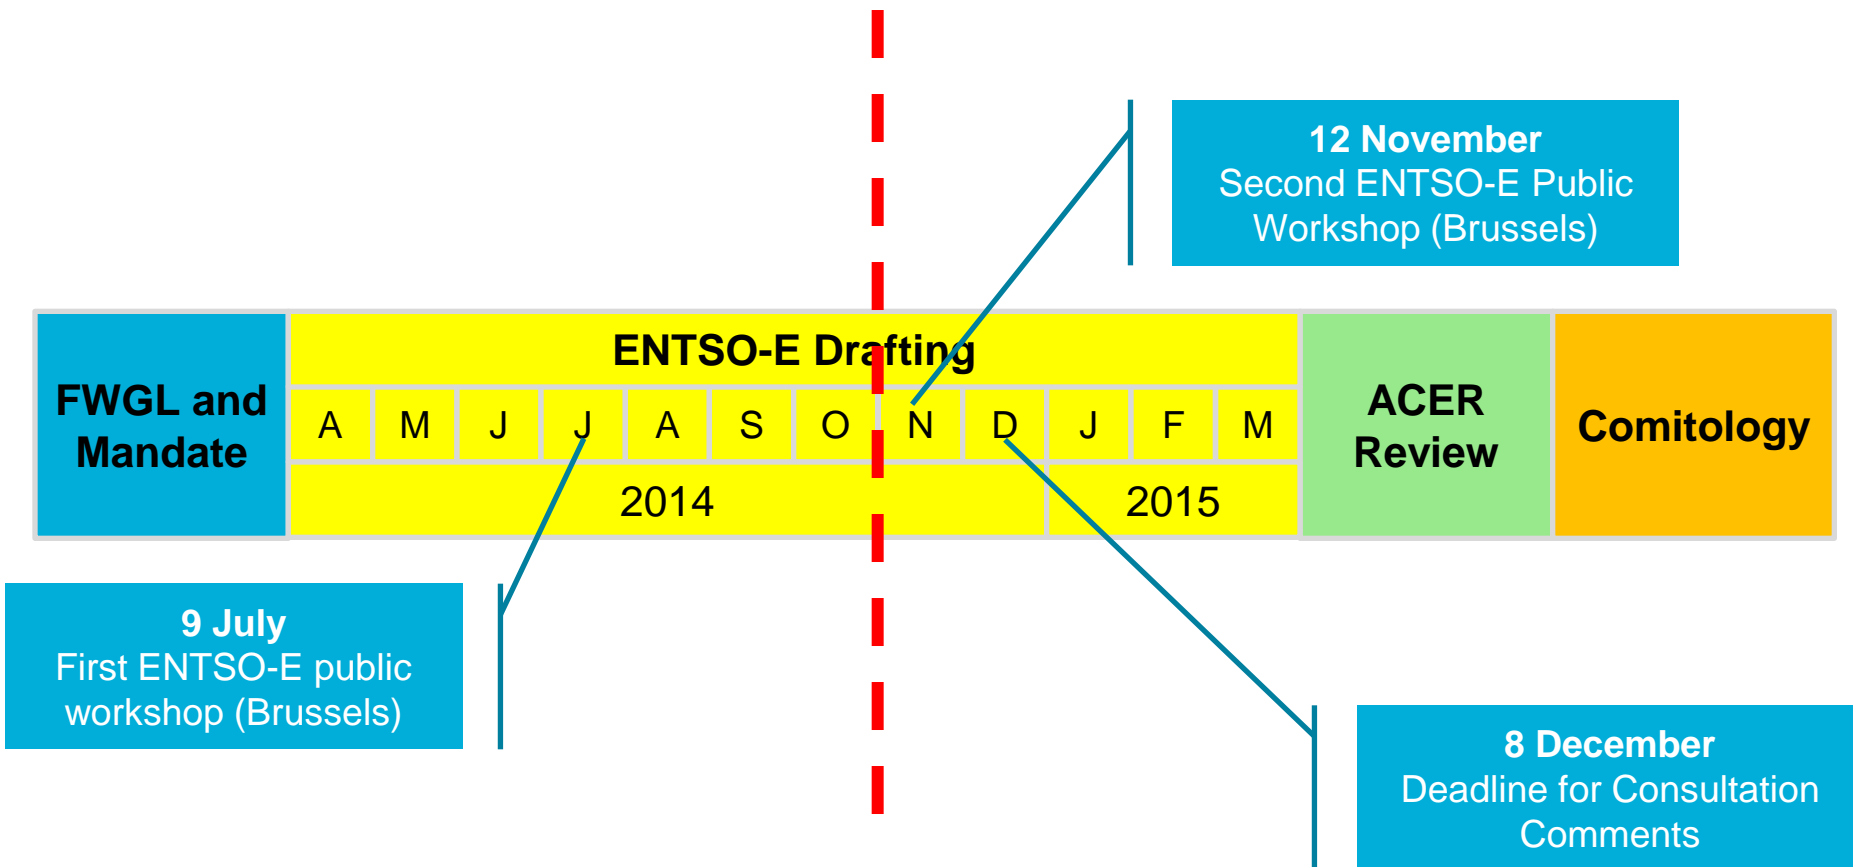 12 November
Second ENTSO-E Public
Workshop (Brussels)
FWGL and
Mandate
ENTSO-E Drafting
A M J J A S O N D J F M
2014 2015
ACER
Review
Comitology
9 July
First ENTSO-E public
workshop (Brussels)
8 December
Deadline for Consultation
Comments